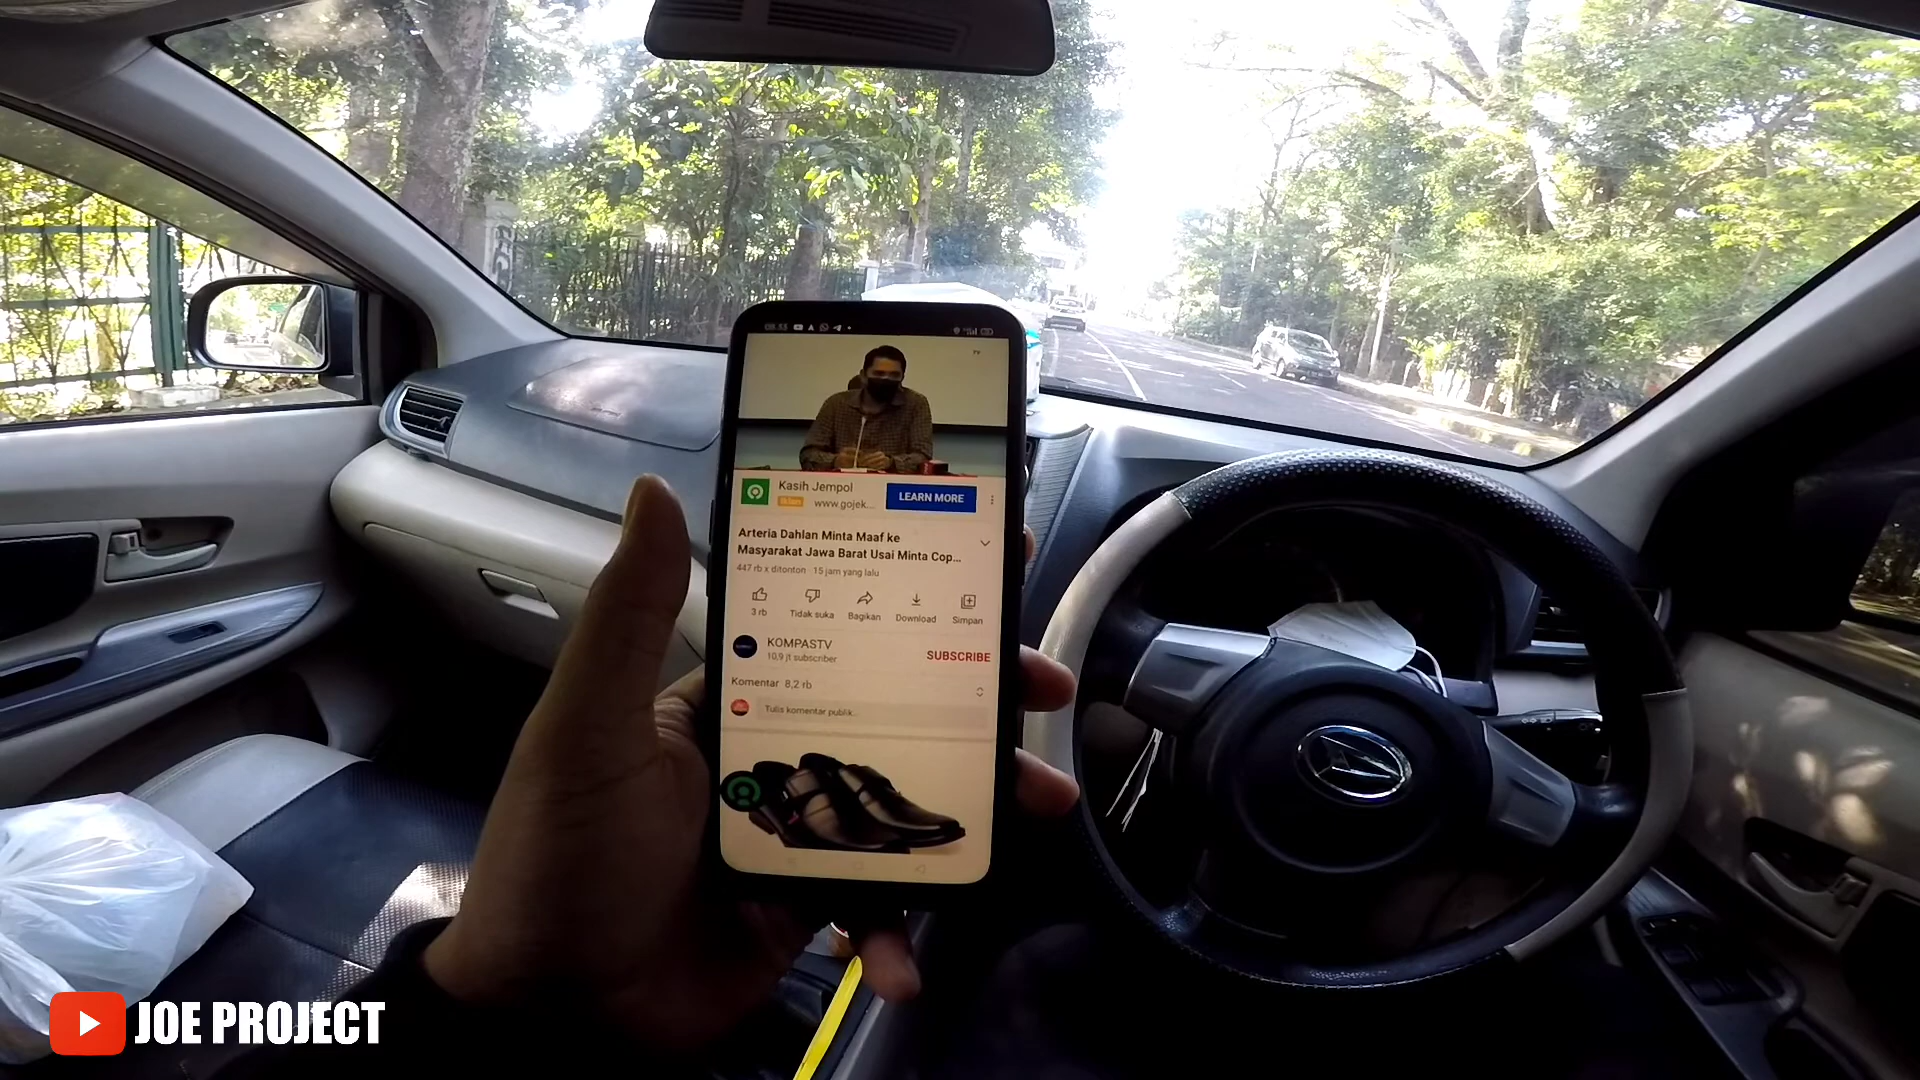 Kasih Jempol
www.gojek...
LEARN MORE
Arteria Dahlan Minta Maaf ke
Masyarakat Jawa Barat Usai Minta Cop...
447 rb x ditonton · 15 jam yang lalu
3 rb
Tidak suka
Bagikan
Download
Simpan
KOMPASTV
10,9 jt subscriber
SUBSCRIBE
Komentar 8,2 rb
Tulis komentar publik...
JOE PROJECT